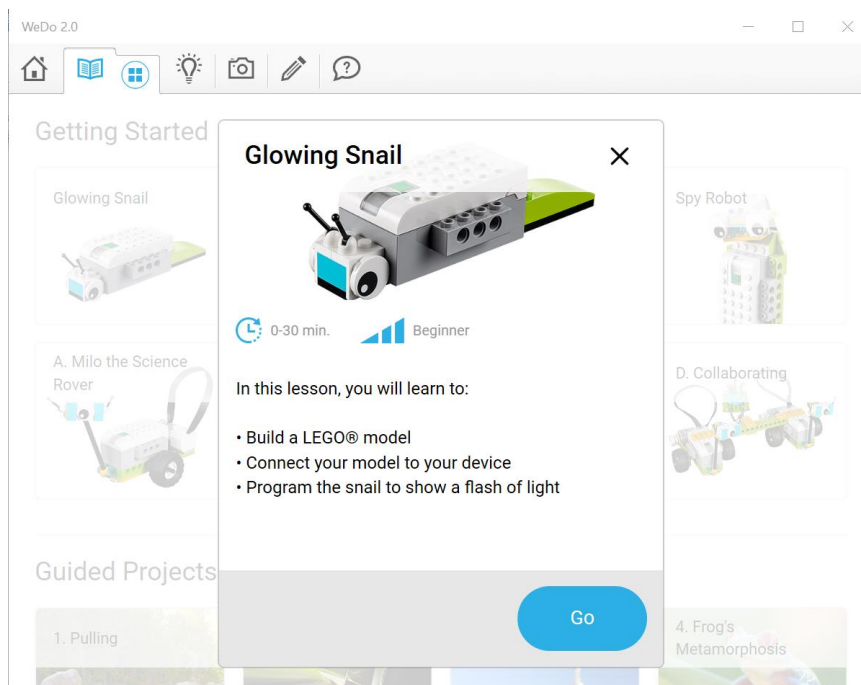 WeDo 2.0
Getting Started
Glowing Snail
Glowing Snail
Spy Robot
0-30 min.
Beginner
A. Milo the Science
Rover
D. Collaborating
In this lesson, you will learn to:
• Build a LEGO® model
• Connect your model to your device
• Program the snail to show a flash of light
Guided Projects
Go
1. Pulling
4. Frog's
Metamorphosis